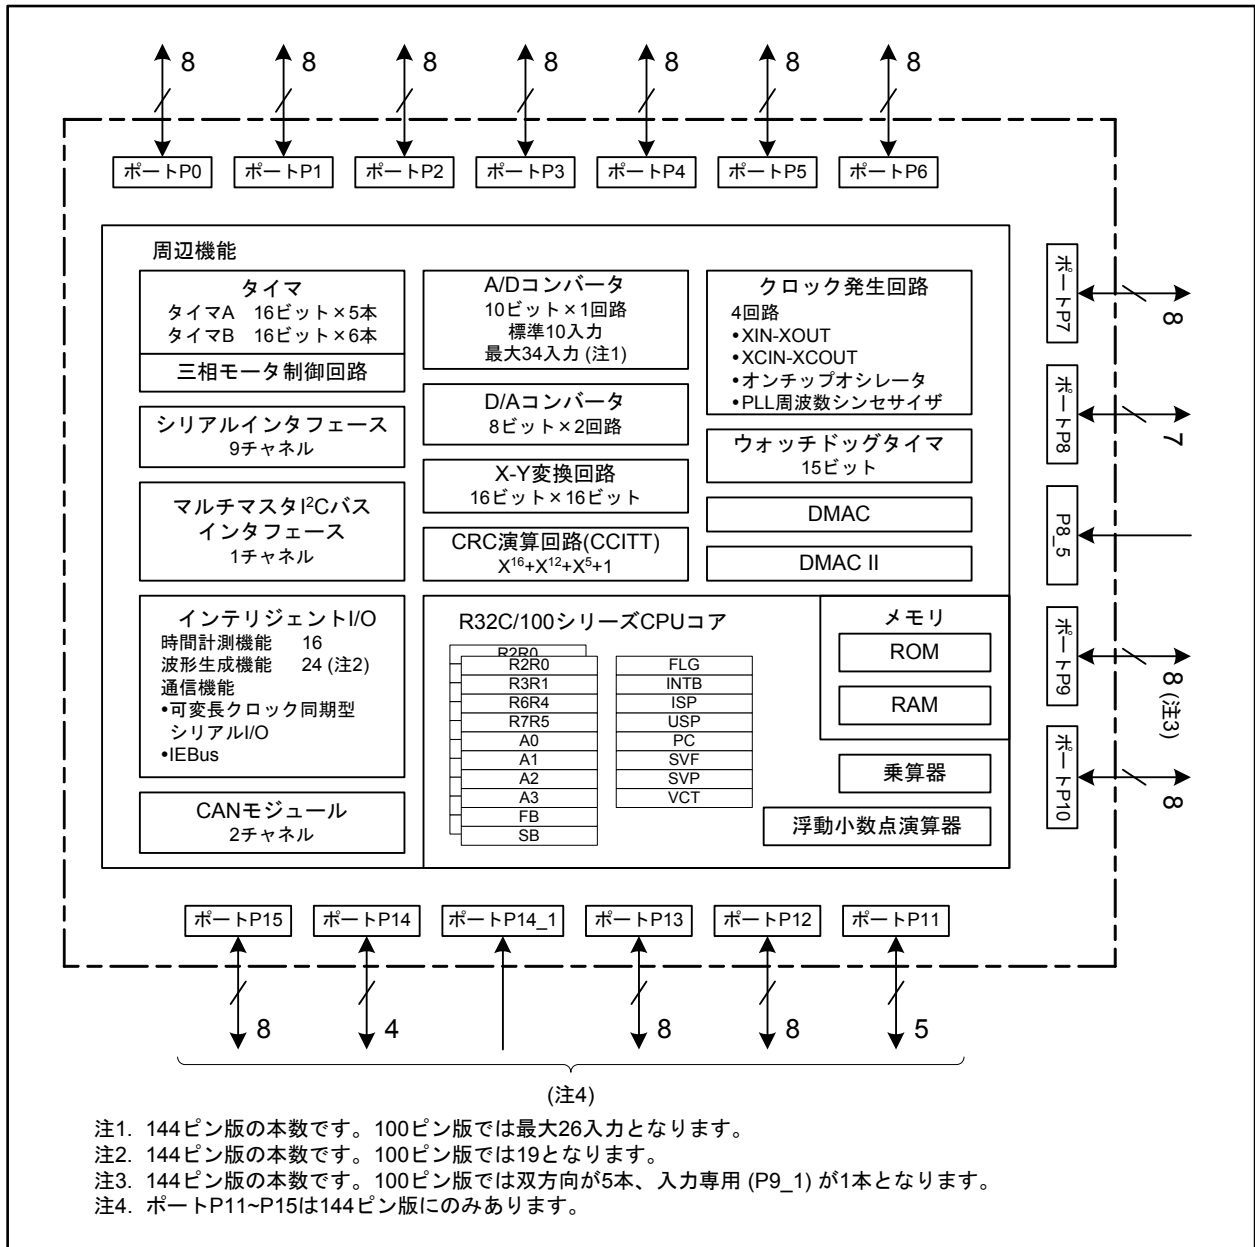 8 8 8 8 8 8 8
ポートP0 ポートP1 ポートP2 ポートP3 ポートP4 ポートP5 ポートP6
周辺機能
タイマ
タイマA 16ビット×5本
タイマB 16ビット×6本
三相モータ制御回路
シリアルインタフェース
9チャネル
マルチマスタI²Cバス
インタフェース
1チャネル
インテリジェントI/O
時間計測機能 16
波形生成機能 24 (注2)
通信機能
•可変長クロック同期型
シリアルI/O
•IEBus
CANモジュール
2チャネル
A/Dコンバータ
10ビット×1回路
標準10入力
最大34入力 (注1)
D/Aコンバータ
8ビット×2回路
X-Y変換回路
16ビット×16ビット
CRC演算回路(CCITT)
X¹⁶+X¹²+X⁵+1
クロック発生回路
4回路
•XIN-XOUT
•XCIN-XCOUT
•オンチップオシレータ
•PLL周波数シンセサイザ
ウォッチドッグタイマ
15ビット
DMAC
DMAC II
R32C/100シリーズCPUコア
R2R0
R2R0
R3R1
R6R4
R7R5
A0
A1
A2
A3
FB
SB
FLG
INTB
ISP
USP
PC
SVF
SVP
VCT
メモリ
ROM
RAM
乗算器
浮動小数点演算器
ポートP7
8
ポートP8
7
P8_5
ポートP9
8 (注3)
ポートP10
8
ポートP15 ポートP14 ポートP14_1 ポートP13 ポートP12 ポートP11
8 4 8 8 5
(注4)
注1. 144ピン版の本数です。100ピン版では最大26入力となります。
注2. 144ピン版の本数です。100ピン版では19となります。
注3. 144ピン版の本数です。100ピン版では双方向が5本、入力専用 (P9_1) が1本となります。
注4. ポートP11~P15は144ピン版にのみあります。